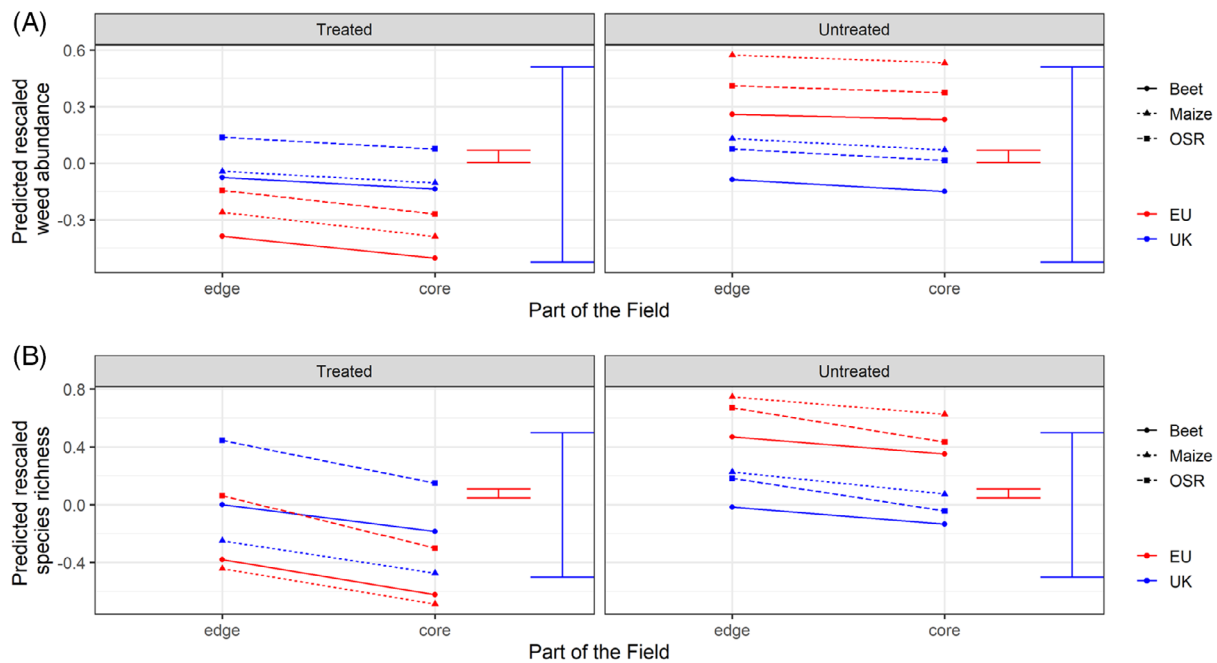 (A)
Treated
Untreated
Predicted rescaled
weed abundance
0.6
0.3
0.0
-0.3
edge
core
edge
core
Part of the Field
Beet
Maize
OSR
EU
UK
(B)
Treated
Untreated
Predicted rescaled
species richness
0.8
0.4
0.0
-0.4
edge
core
edge
core
Part of the Field
Beet
Maize
OSR
EU
UK